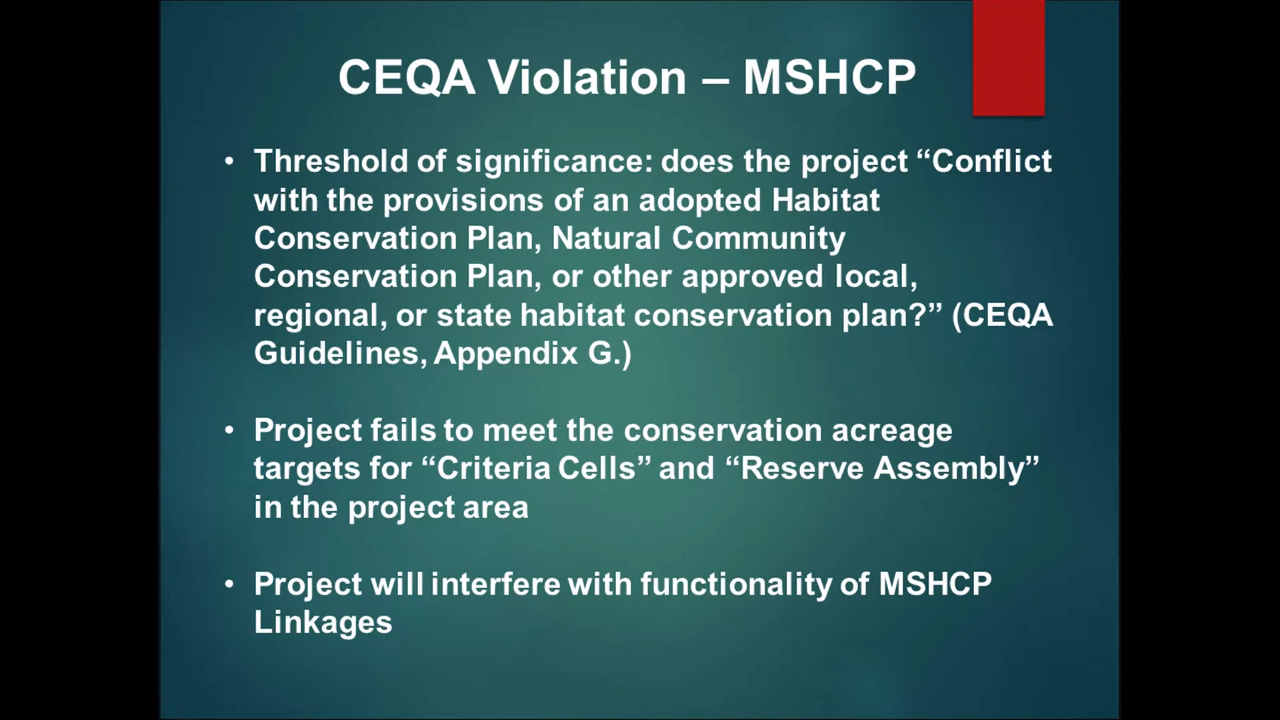 CEQA Violation – MSHCP
• Threshold of significance: does the project “Conflict
with the provisions of an adopted Habitat
Conservation Plan, Natural Community
Conservation Plan, or other approved local,
regional, or state habitat conservation plan?” (CEQA
Guidelines, Appendix G.)
• Project fails to meet the conservation acreage
targets for “Criteria Cells” and “Reserve Assembly”
in the project area
• Project will interfere with functionality of MSHCP
Linkages